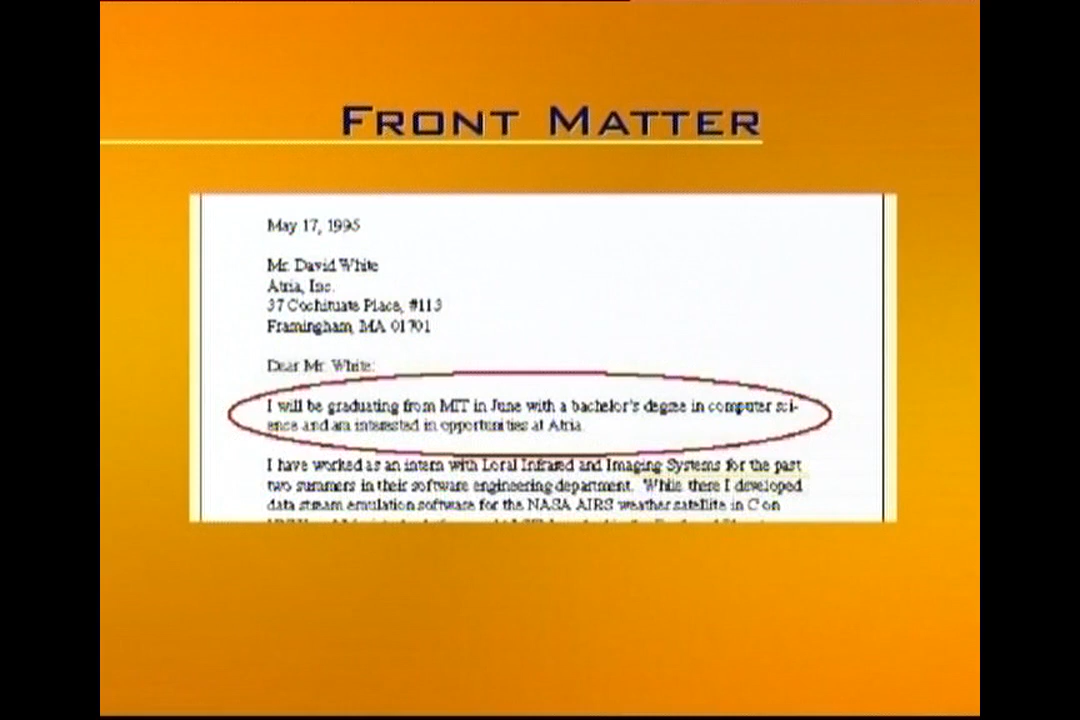 FRONT MATTER
May 17, 1995
Mr. David White
Atria, Inc.
37 Cochituate Place, #113
Framingham, MA 01701
Dear Mr. White:
I will be graduating from MIT in June with a bachelor's degree in computer sci-
ence and am interested in opportunities at Atria.
I have worked as an intern with Loral Infrared and Imaging Systems for the past
two summers in their software engineering department. While there I developed
data stream emulation software for the NASA AIRS weather satellite in C on